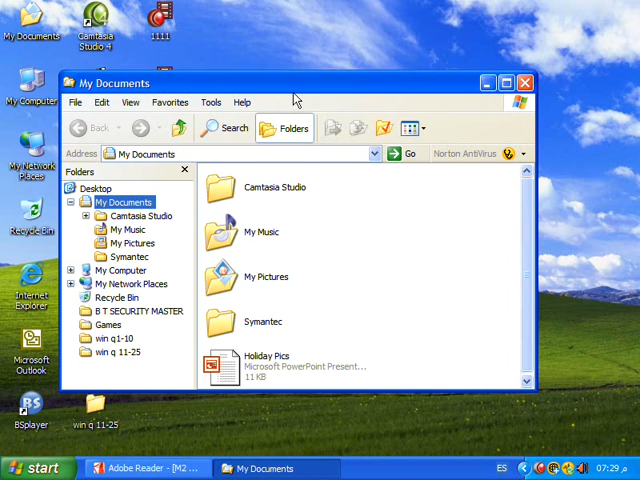 My Documents
Camtasia
Studio 4
1111
My Computer
My Network
Places
Recycle Bin
Internet
Explorer
Microsoft
Outlook
BSplayer
win q 11-25
My Documents
File Edit View Favorites Tools Help
Back Search Folders
Address My Documents Go Norton AntiVirus
Folders
Desktop
My Documents
Camtasia Studio
My Music
My Pictures
Symantec
My Computer
My Network Places
Recycle Bin
B T SECURITY MASTER
Games
win q1-10
win q 11-25
Camtasia Studio
My Music
My Pictures
Symantec
Holiday Pics
Microsoft PowerPoint Present...
11 KB
start Adobe Reader - [M2 ... My Documents ES 07:29 م